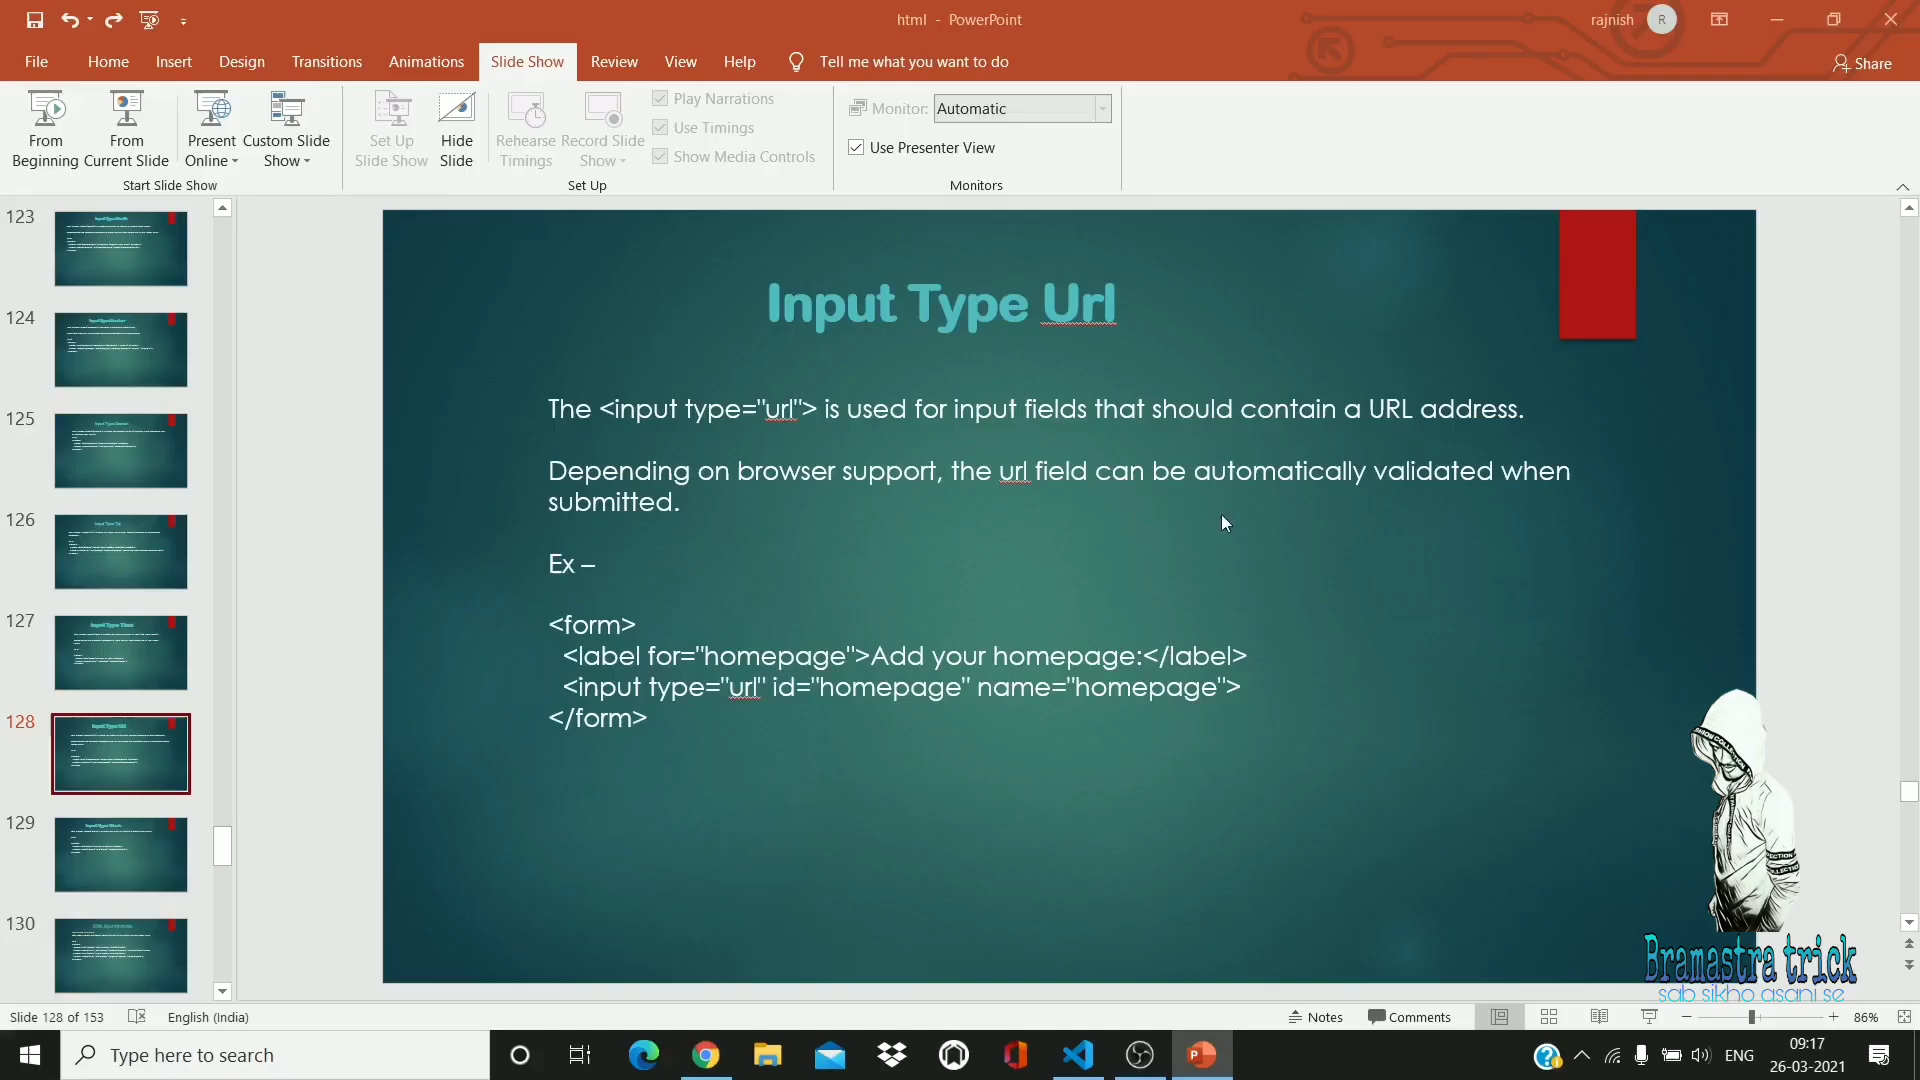 html - PowerPoint
rajnish
R
File Home Insert Design Transitions Animations Slide Show Review View Help Tell me what you want to do
Share
From Beginning
From Current Slide
Present Online
Custom Slide Show
Start Slide Show
Set Up Slide Show
Hide Slide
Rehearse Timings
Record Slide Show
Play Narrations
Use Timings
Show Media Controls
Set Up
Monitor: Automatic
Use Presenter View
Monitors
123
124
125
126
127
128
129
130
Input Type Url
The <input type="url"> is used for input fields that should contain a URL address.
Depending on browser support, the url field can be automatically validated when
submitted.
Ex –
<form>
<label for="homepage">Add your homepage:</label>
<input type="url" id="homepage" name="homepage">
</form>
Bramastra trick
sab sikho asani se
Slide 128 of 153 English (India) Notes Comments 86%
Type here to search
ENG
09:17
26-03-2021